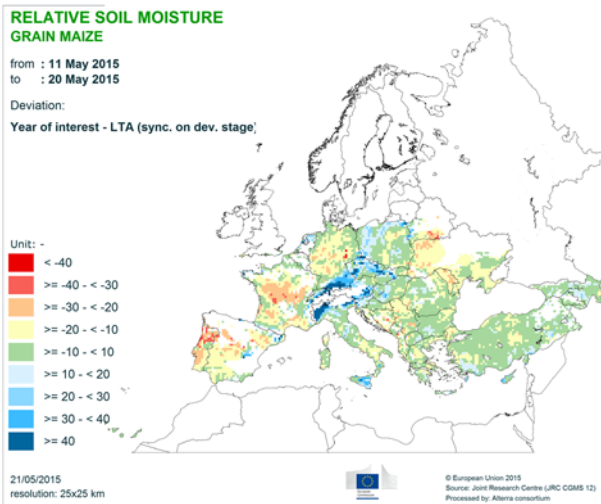 RELATIVE SOIL MOISTURE
GRAIN MAIZE
from : 11 May 2015
to : 20 May 2015
Deviation:
Year of interest - LTA (sync. on dev. stage)
Unit: -
< -40
>= -40 - < -30
>= -30 - < -20
>= -20 - < -10
>= -10 - < 10
>= 10 - < 20
>= 20 - < 30
>= 30 - < 40
>= 40
21/05/2015
resolution: 25x25 km
© European Union 2015
Source: Joint Research Centre (JRC CGMS 12)
Processed by: Alterra consortium